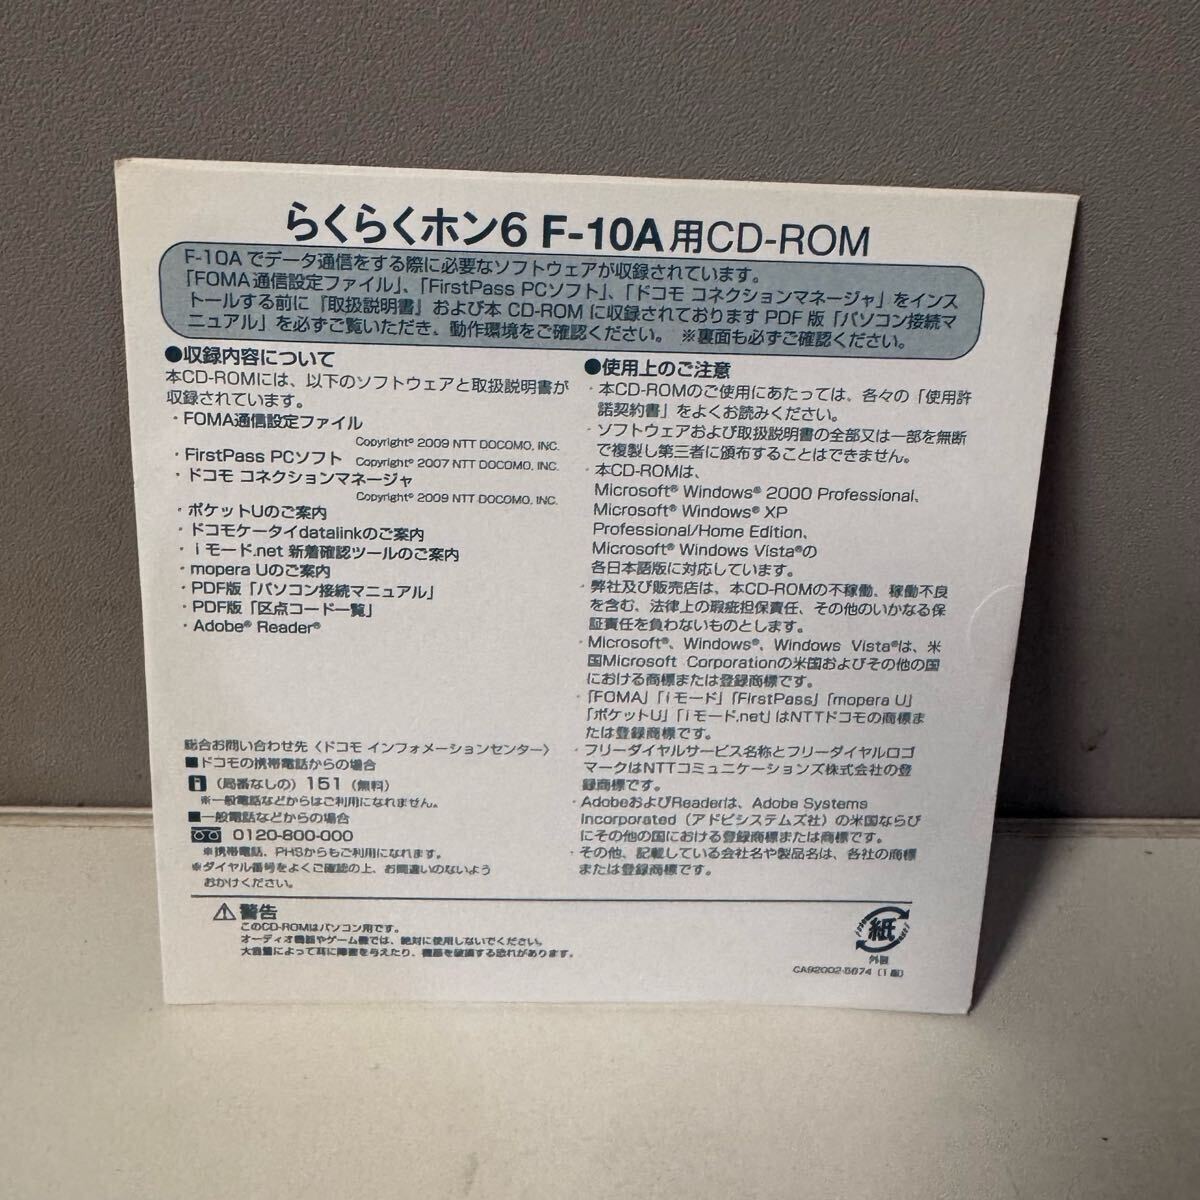 らくらくホン6 F-10A 用CD-ROM
F-10A でデータ通信をする際に必要なソフトウェアが収録されています。
「FOMA通信設定ファイル」、「FirstPass PCソフト」、「ドコモ コネクションマネージャ」をインス
トールする前に『取扱説明書』および本 CD-ROM に収録されております PDF 版「パソコン接続マ
ニュアル」を必ずご覧いただき、動作環境をご確認ください。 ※裏面も必ずご確認ください。
●収録内容について
本CD-ROMには、以下のソフトウェアと取扱説明書が
収録されています。
・FOMA通信設定ファイル
Copyright© 2009 NTT DOCOMO, INC.
・FirstPass PCソフト Copyright© 2007 NTT DOCOMO, INC.
・ドコモ コネクションマネージャ
Copyright© 2009 NTT DOCOMO, INC.
・ポケットUのご案内
・ドコモケータイdatalinkのご案内
・iモード.net 新着確認ツールのご案内
・mopera Uのご案内
・PDF版「パソコン接続マニュアル」
・PDF版「区点コード一覧」
・Adobe® Reader®
総合お問い合わせ先〈ドコモ インフォメーションセンター〉
■ドコモの携帯電話からの場合
(局番なしの) 151 (無料)
※一般電話などからはご利用になれません。
■一般電話などからの場合
0120-800-000
※携帯電話、PHSからもご利用になれます。
※ダイヤル番号をよくご確認の上、お間違いのないよう
おかけください。
●使用上のご注意
・本CD-ROMのご使用にあたっては、各々の「使用許
諾契約書」をよくお読みください。
・ソフトウェアおよび取扱説明書の全部又は一部を無断
で複製し第三者に頒布することはできません。
・本CD-ROMは、
Microsoft® Windows® 2000 Professional、
Microsoft® Windows® XP
Professional/Home Edition、
Microsoft® Windows Vista®の
各日本語版に対応しています。
・弊社及び販売店は、本CD-ROMの不稼働、稼働不良
を含む、法律上の瑕疵担保責任、その他のいかなる保
証責任を負わないものとします。
・Microsoft®、Windows®、Windows Vista®は、米
国Microsoft Corporationの米国およびその他の国
における商標または登録商標です。
・「FOMA」「iモード」「FirstPass」「mopera U」
「ポケットU」「iモード.net」はNTTドコモの商標ま
たは登録商標です。
・フリーダイヤルサービス名称とフリーダイヤルロゴ
マークはNTTコミュニケーションズ株式会社の登
録商標です。
・AdobeおよびReaderは、Adobe Systems
Incorporated（アドビシステムズ社）の米国ならび
にその他の国における登録商標または商標です。
・その他、記載している会社名や製品名は、各社の商標
または登録商標です。
⚠警告
このCD-ROMはパソコン用です。
オーディオ機器やゲーム機では、絶対に使用しないでください。
大音量によって耳に障害を与えたり、機器を破損する恐れがあります。
紙
外装
CA92002-5674（1版）